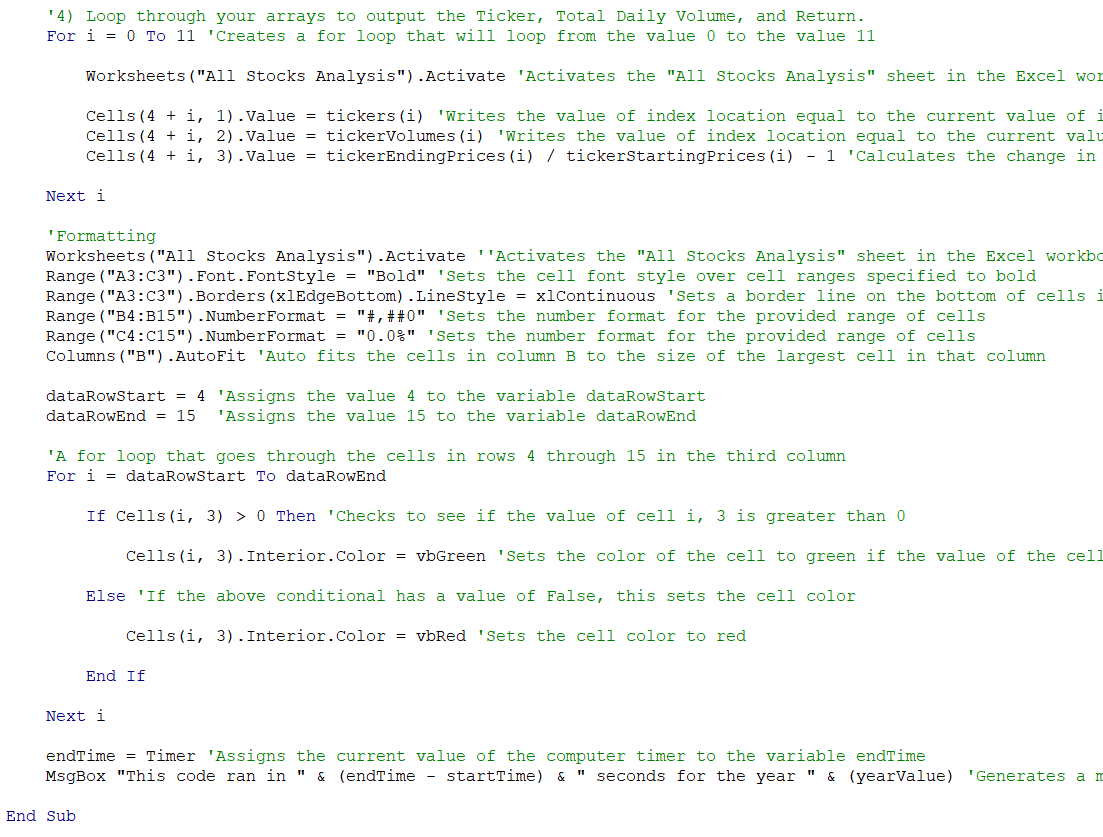 '4) Loop through your arrays to output the Ticker, Total Daily Volume, and Return.
For i = 0 To 11 'Creates a for loop that will loop from the value 0 to the value 11
Worksheets("All Stocks Analysis").Activate 'Activates the "All Stocks Analysis" sheet in the Excel wor
Cells(4 + i, 1).Value = tickers(i) 'Writes the value of index location equal to the current value of i
Cells(4 + i, 2).Value = tickerVolumes(i) 'Writes the value of index location equal to the current valu
Cells(4 + i, 3).Value = tickerEndingPrices(i) / tickerStartingPrices(i) - 1 'Calculates the change in
Next i
'Formatting
Worksheets("All Stocks Analysis").Activate ''Activates the "All Stocks Analysis" sheet in the Excel workbo
Range("A3:C3").Font.FontStyle = "Bold" 'Sets the cell font style over cell ranges specified to bold
Range("A3:C3").Borders(xlEdgeBottom).LineStyle = xlContinuous 'Sets a border line on the bottom of cells i
Range("B4:B15").NumberFormat = "#,##0" 'Sets the number format for the provided range of cells
Range("C4:C15").NumberFormat = "0.0%" 'Sets the number format for the provided range of cells
Columns("B").AutoFit 'Auto fits the cells in column B to the size of the largest cell in that column
dataRowStart = 4 'Assigns the value 4 to the variable dataRowStart
dataRowEnd = 15  'Assigns the value 15 to the variable dataRowEnd
'A for loop that goes through the cells in rows 4 through 15 in the third column
For i = dataRowStart To dataRowEnd
If Cells(i, 3) > 0 Then 'Checks to see if the value of cell i, 3 is greater than 0
Cells(i, 3).Interior.Color = vbGreen 'Sets the color of the cell to green if the value of the cell
Else 'If the above conditional has a value of False, this sets the cell color
Cells(i, 3).Interior.Color = vbRed 'Sets the cell color to red
End If
Next i
endTime = Timer 'Assigns the current value of the computer timer to the variable endTime
MsgBox "This code ran in " & (endTime - startTime) & " seconds for the year " & (yearValue) 'Generates a m
End Sub